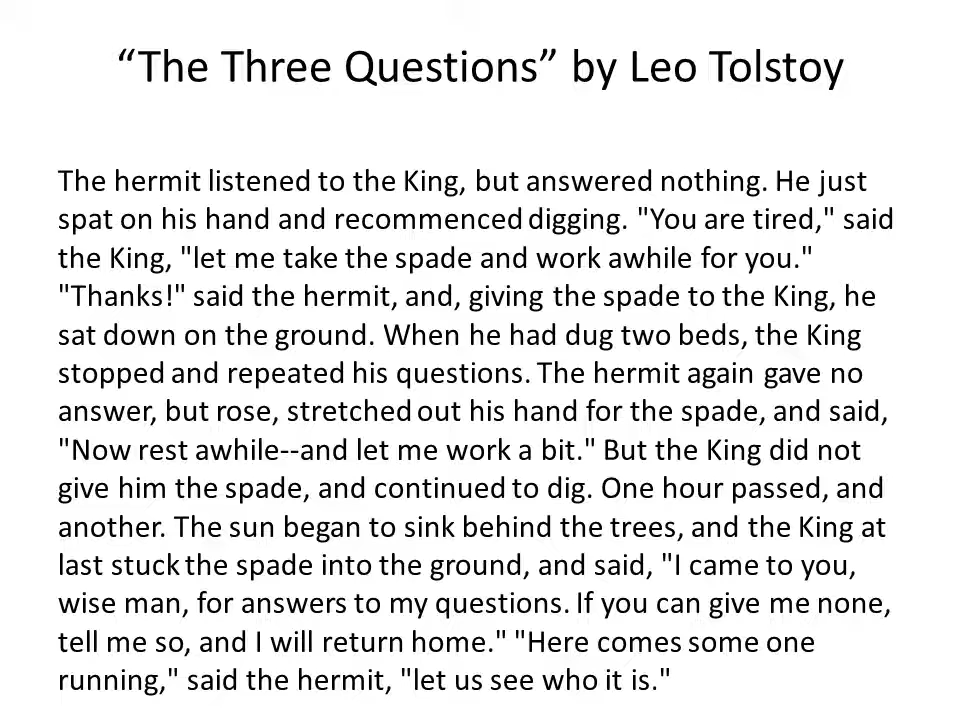 “The Three Questions” by Leo Tolstoy
The hermit listened to the King, but answered nothing. He just
spat on his hand and recommenced digging. "You are tired," said
the King, "let me take the spade and work awhile for you."
"Thanks!" said the hermit, and, giving the spade to the King, he
sat down on the ground. When he had dug two beds, the King
stopped and repeated his questions. The hermit again gave no
answer, but rose, stretched out his hand for the spade, and said,
"Now rest awhile--and let me work a bit." But the King did not
give him the spade, and continued to dig. One hour passed, and
another. The sun began to sink behind the trees, and the King at
last stuck the spade into the ground, and said, "I came to you,
wise man, for answers to my questions. If you can give me none,
tell me so, and I will return home." "Here comes some one
running," said the hermit, "let us see who it is."